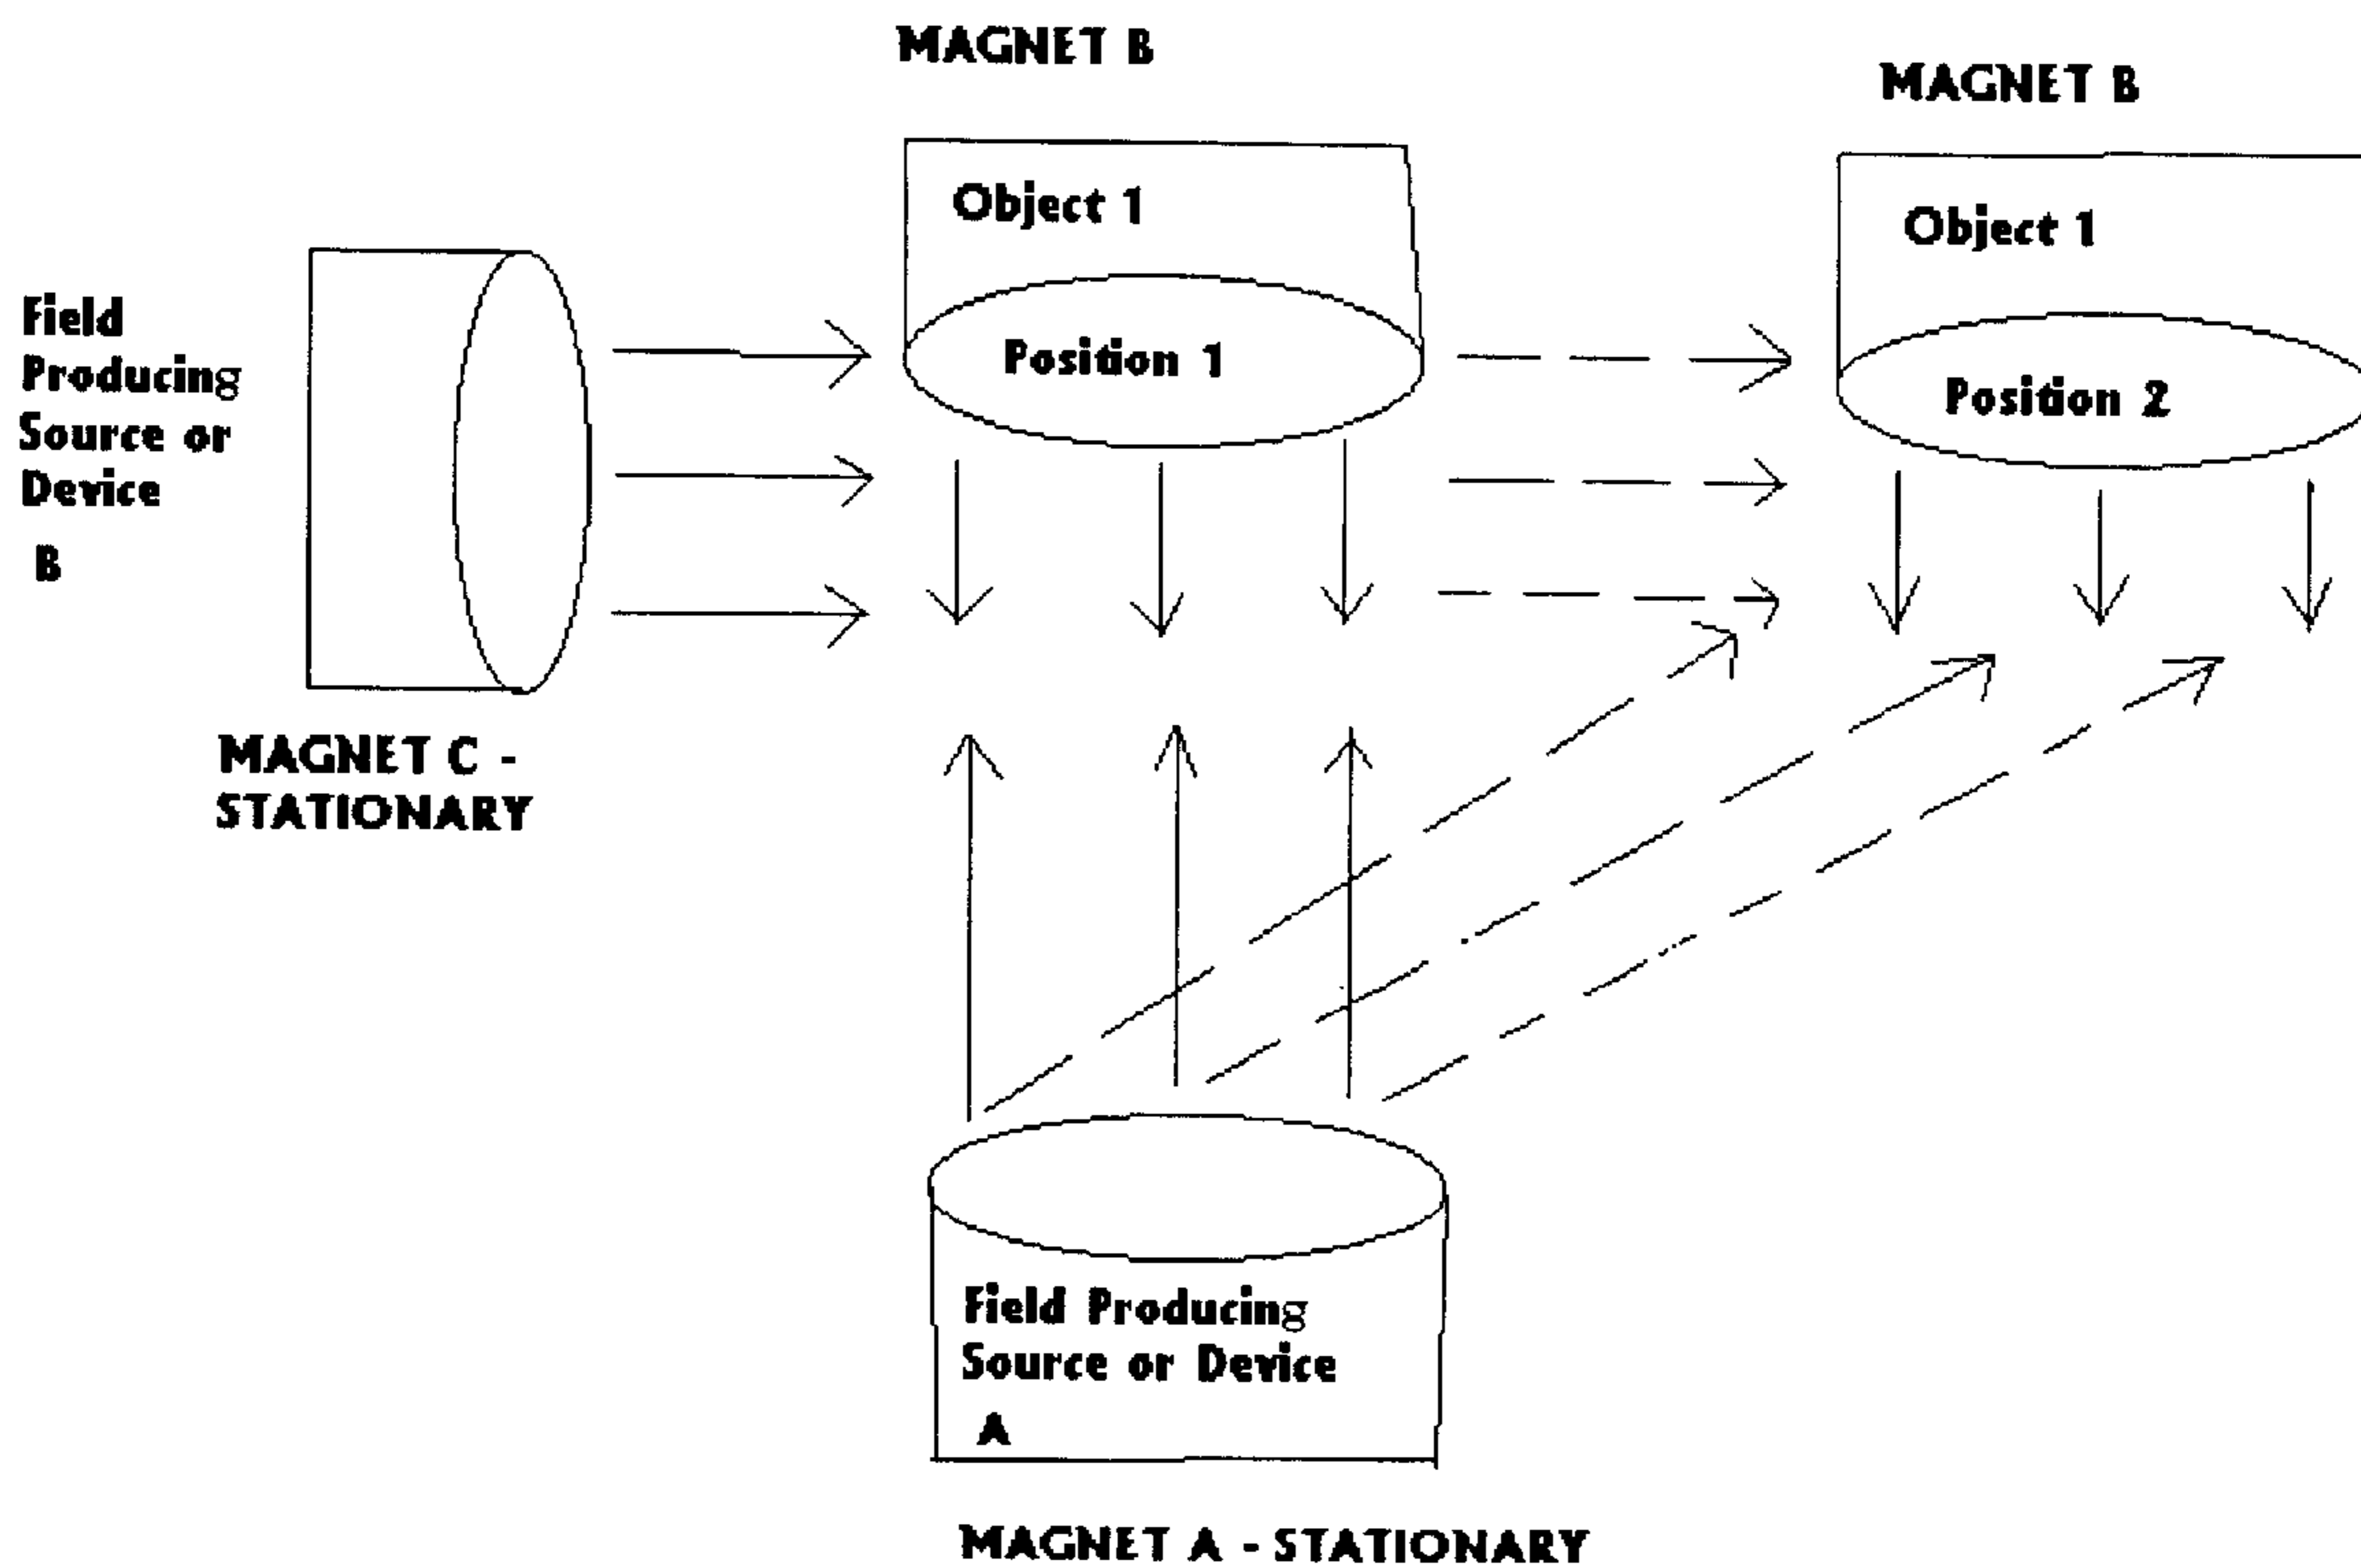 MAGNET B
MAGNET B
Object 1
Object 1
Position 1
Position 2
Field
Producing
Source or
Device
B
MAGNET C -
STATIONARY
Field Producing
Source or Device
A
MAGNET A - STATIONARY